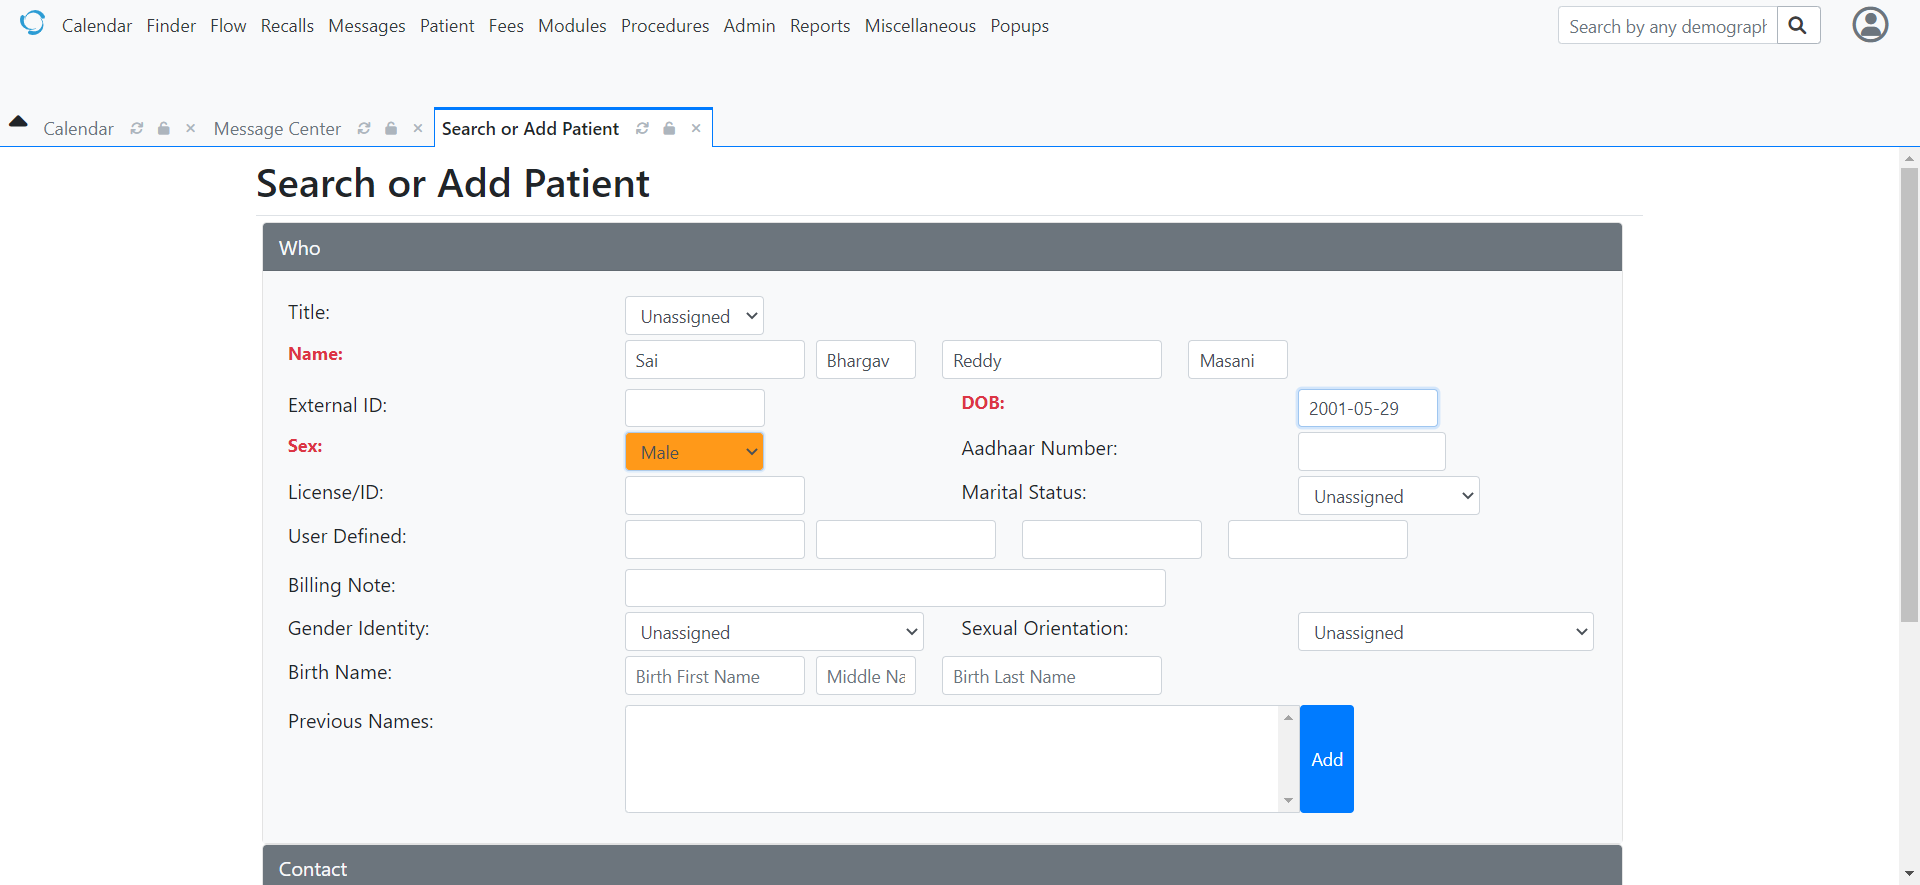 Calendar Finder Flow Recalls Messages Patient Fees Modules Procedures Admin Reports Miscellaneous Popups
Search by any demograph
Calendar Message Center Search or Add Patient
Search or Add Patient
Who
Title: Unassigned
Name: Sai Bhargav Reddy Masani
External ID: DOB: 2001-05-29
Sex: Male Aadhaar Number:
License/ID: Marital Status: Unassigned
User Defined:
Billing Note:
Gender Identity: Unassigned Sexual Orientation: Unassigned
Birth Name: Birth First Name Middle Na Birth Last Name
Previous Names: Add
Contact